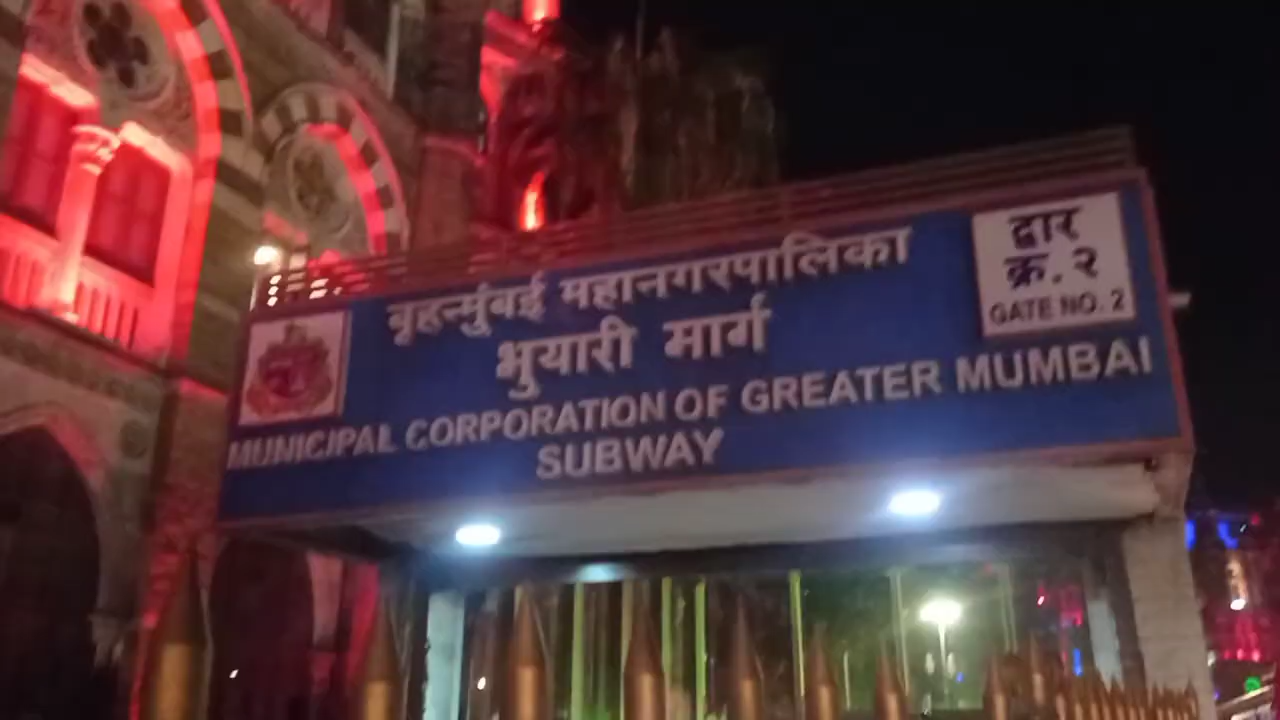 बृहन्मुंबई महानगरपालिका
भुयारी मार्ग
MUNICIPAL CORPORATION OF GREATER MUMBAI
SUBWAY
द्वार
क्र. २
GATE NO. 2